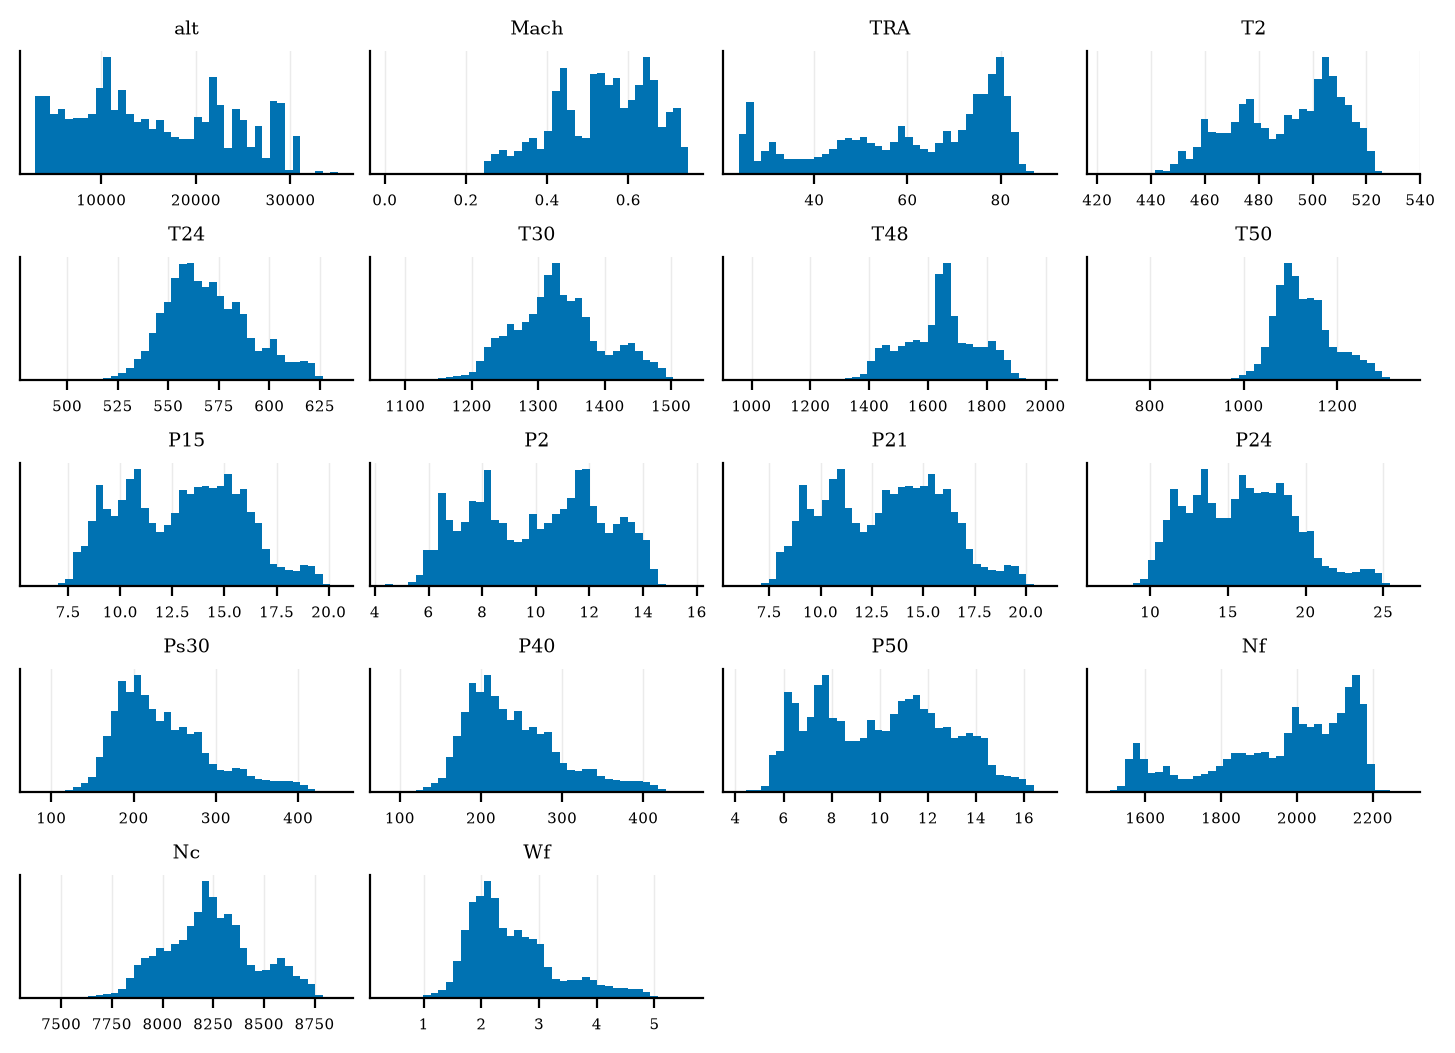 alt Mach TRA T2
10000 20000 30000 0.0 0.2 0.4 0.6 40 60 80 420 440 460 480 500 520 540
T24 T30 T48 T50
500 525 550 575 600 625 1100 1200 1300 1400 1500 1000 1200 1400 1600 1800 2000 800 1000 1200
P15 P2 P21 P24
7.5 10.0 12.5 15.0 17.5 20.0 4 6 8 10 12 14 16 7.5 10.0 12.5 15.0 17.5 20.0 10 15 20 25
Ps30 P40 P50 Nf
100 200 300 400 100 200 300 400 4 6 8 10 12 14 16 1600 1800 2000 2200
Nc Wf
7500 7750 8000 8250 8500 8750 1 2 3 4 5